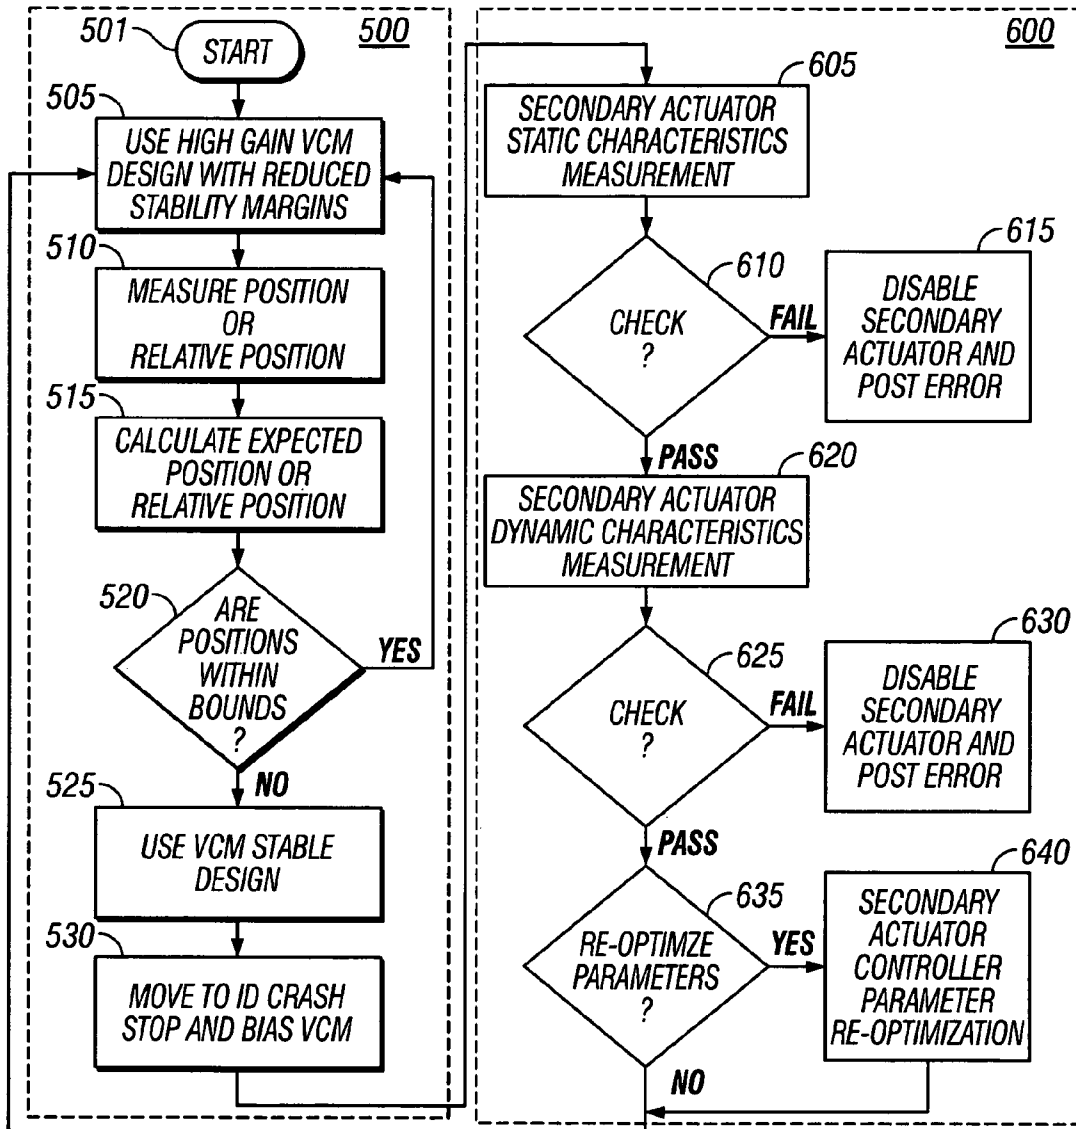 501
START
500
505
USE HIGH GAIN VCM
DESIGN WITH REDUCED
STABILITY MARGINS
510
MEASURE POSITION
OR
RELATIVE POSITION
515
CALCULATE EXPECTED
POSITION OR
RELATIVE POSITION
520
ARE
POSITIONS
WITHIN
BOUNDS
?
YES
NO
525
USE VCM STABLE
DESIGN
530
MOVE TO ID CRASH
STOP AND BIAS VCM
600
605
SECONDARY ACTUATOR
STATIC CHARACTERISTICS
MEASUREMENT
610
CHECK
?
FAIL
615
DISABLE
SECONDARY
ACTUATOR AND
POST ERROR
PASS
620
SECONDARY ACTUATOR
DYNAMIC CHARACTERISTICS
MEASUREMENT
625
CHECK
?
FAIL
630
DISABLE
SECONDARY
ACTUATOR AND
POST ERROR
PASS
635
RE-OPTIMZE
PARAMETERS
?
YES
640
SECONDARY
ACTUATOR
CONTROLLER
PARAMETER
RE-OPTIMIZATION
NO